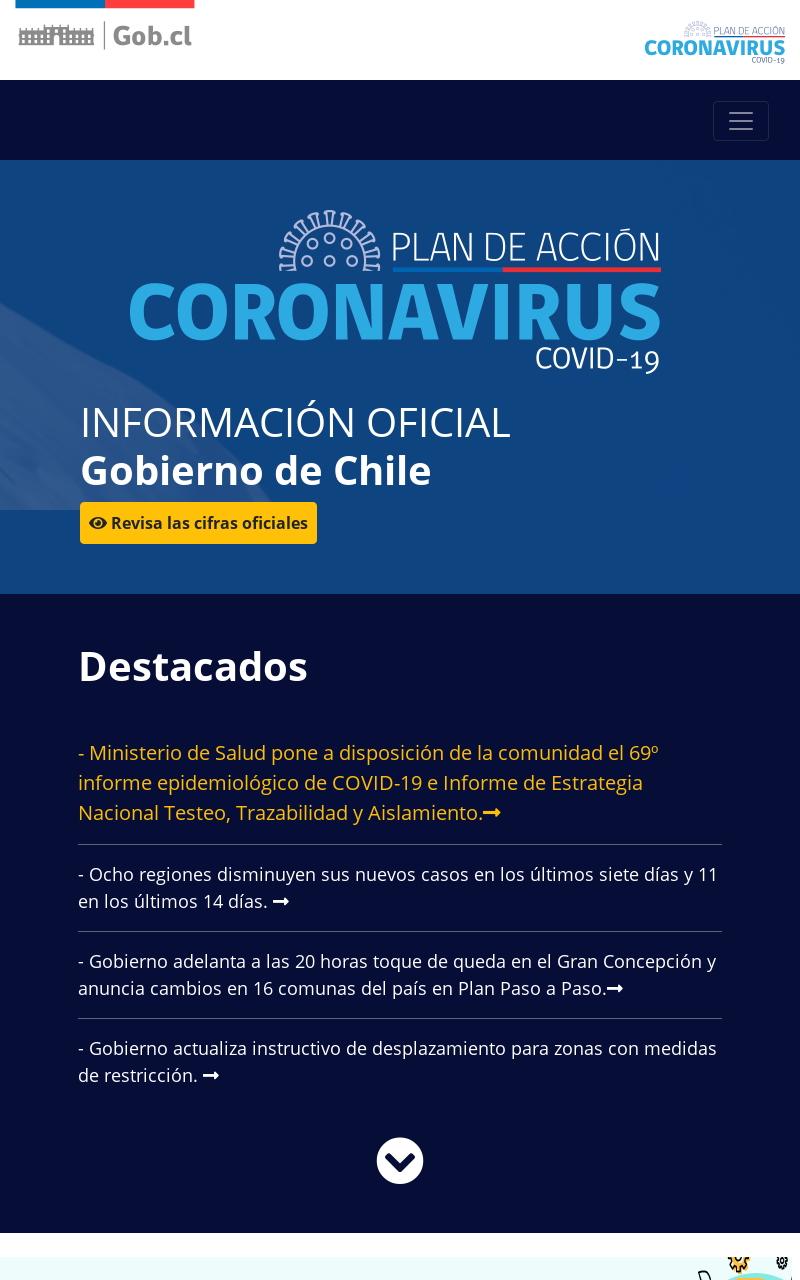 Gob.cl
PLAN DE ACCIÓN
CORONAVIRUS
COVID-19
PLAN DE ACCIÓN
CORONAVIRUS
COVID-19
INFORMACIÓN OFICIAL
Gobierno de Chile
Revisa las cifras oficiales
Destacados
- Ministerio de Salud pone a disposición de la comunidad el 69º
informe epidemiológico de COVID-19 e Informe de Estrategia
Nacional Testeo, Trazabilidad y Aislamiento.
- Ocho regiones disminuyen sus nuevos casos en los últimos siete días y 11
en los últimos 14 días.
- Gobierno adelanta a las 20 horas toque de queda en el Gran Concepción y
anuncia cambios en 16 comunas del país en Plan Paso a Paso.
- Gobierno actualiza instructivo de desplazamiento para zonas con medidas
de restricción.